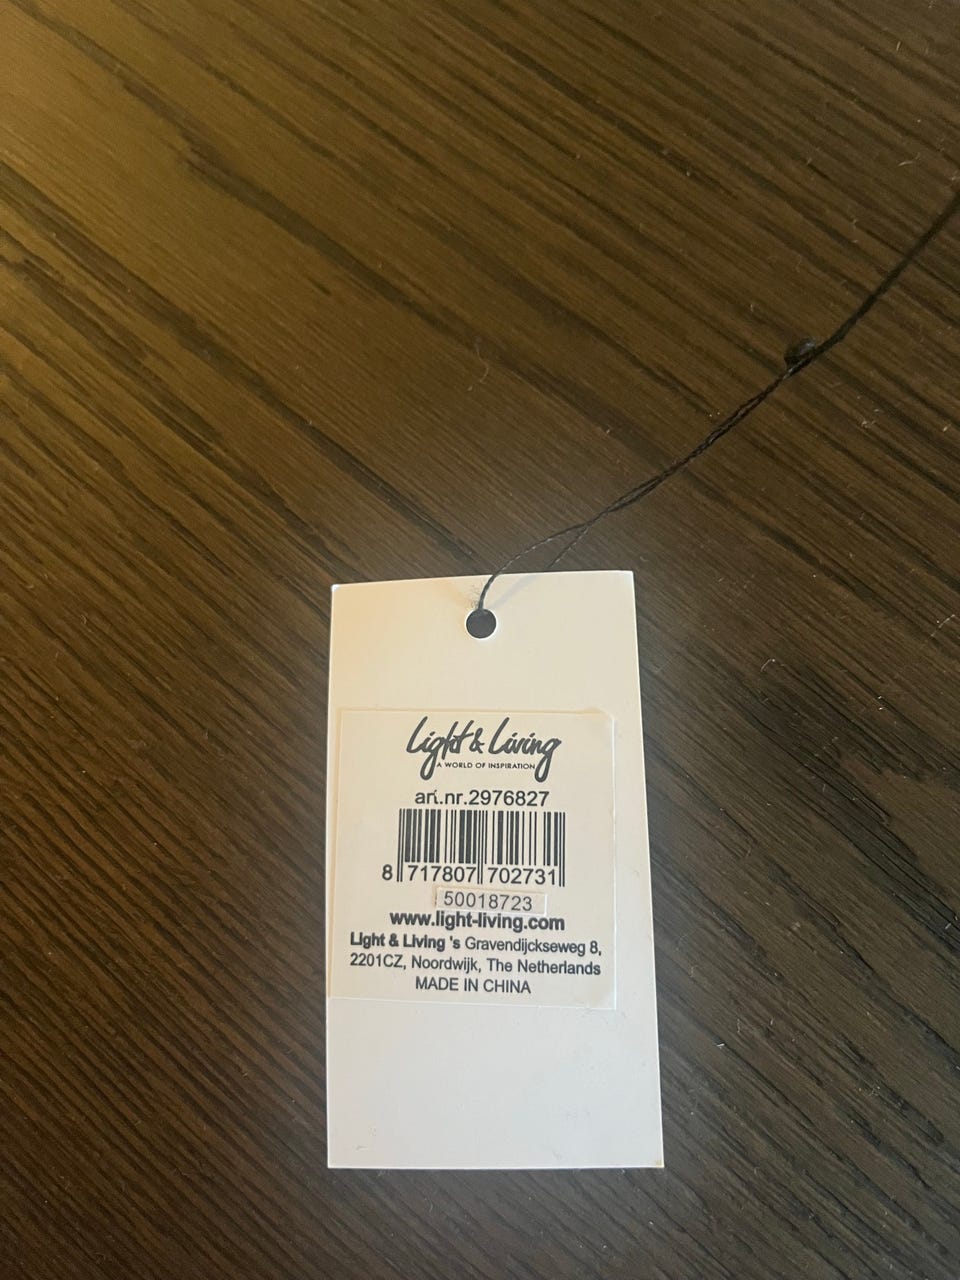 Light & Living
A WORLD OF INSPIRATION
art.nr.2976827
8 717807 702731
50018723
www.light-living.com
Light & Living 's Gravendijckseweg 8,
2201CZ, Noordwijk, The Netherlands
MADE IN CHINA